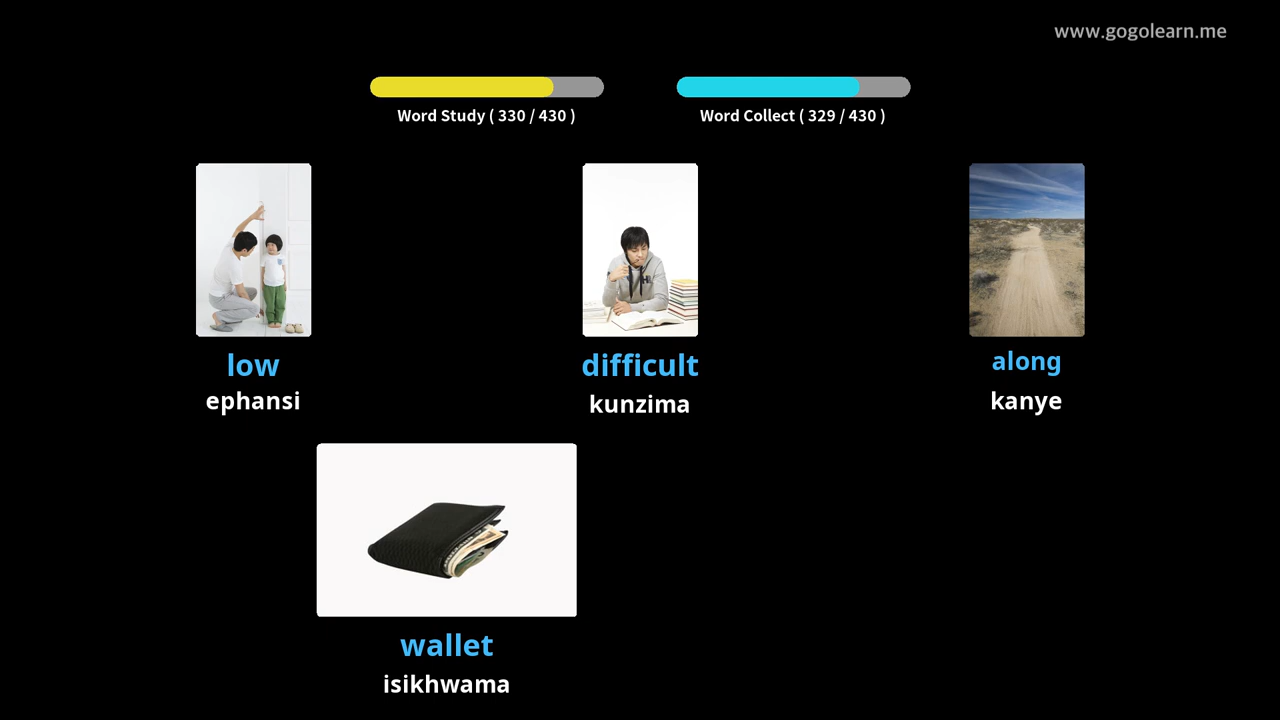 www.gogolearn.me
Word Study ( 330 / 430 )
Word Collect ( 329 / 430 )
low
difficult
along
ephansi
kunzima
kanye
wallet
isikhwama